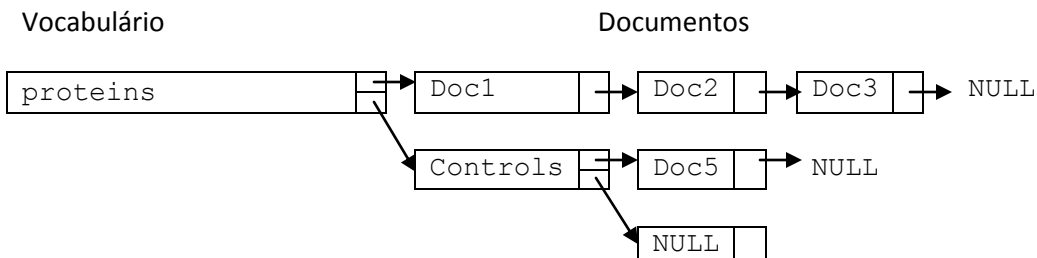 Vocabulário Documentos
proteins Doc1 Doc2 Doc3 NULL
Controls Doc5 NULL
NULL